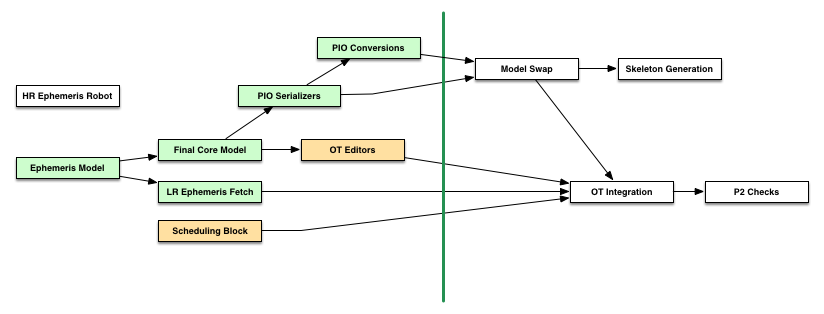 PIO Conversions
Model Swap
Skeleton Generation
HR Ephemeris Robot
PIO Serializers
Final Core Model
OT Editors
Ephemeris Model
LR Ephemeris Fetch
OT Integration
P2 Checks
Scheduling Block